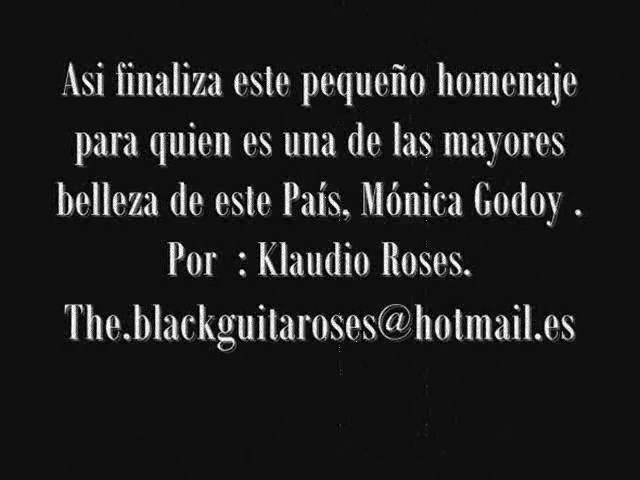 Asi finaliza este pequeño homenaje
para quien es una de las mayores
belleza de este País, Mónica Godoy .
Por : Klaudio Roses.
The.blackguitaroses@hotmail.es